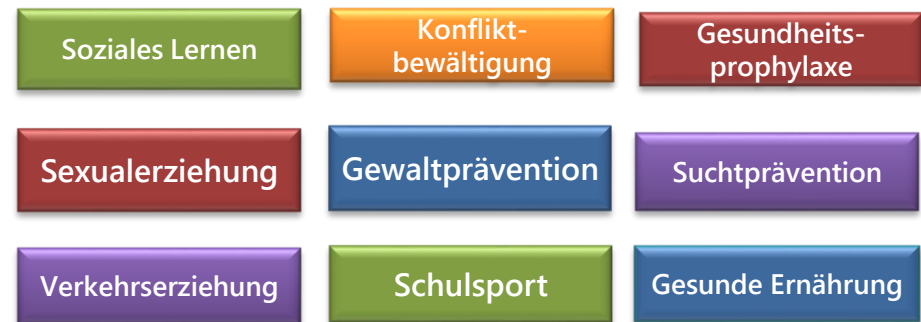 Soziales Lernen
Konflikt-
bewältigung
Gesundheits-
prophylaxe
Sexualerziehung
Gewaltprävention
Suchtprävention
Verkehrserziehung
Schulsport
Gesunde Ernährung